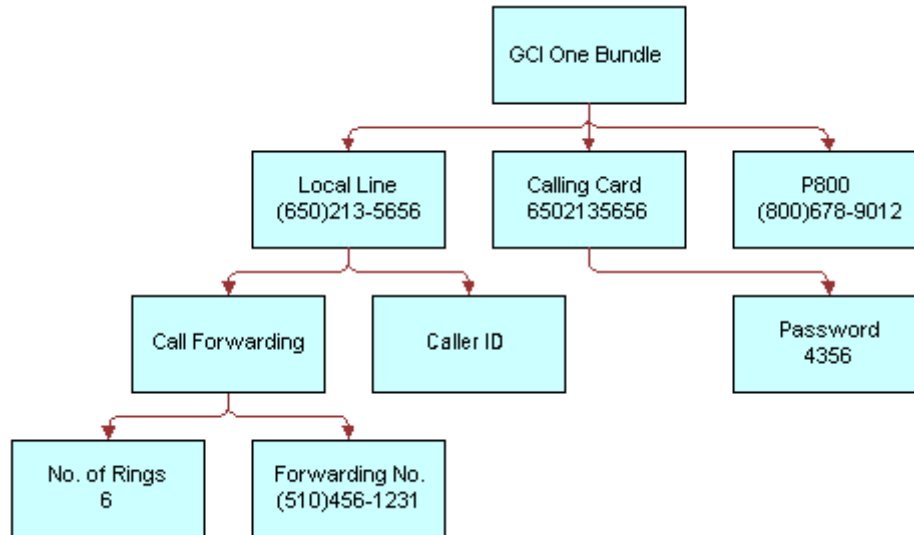 GCI One Bundle
Local Line
(650)213-5656
Calling Card
6502135656
P800
(800)678-9012
Call Forwarding
Caller ID
Password
4356
No. of Rings
6
Forwarding No.
(510)456-1231